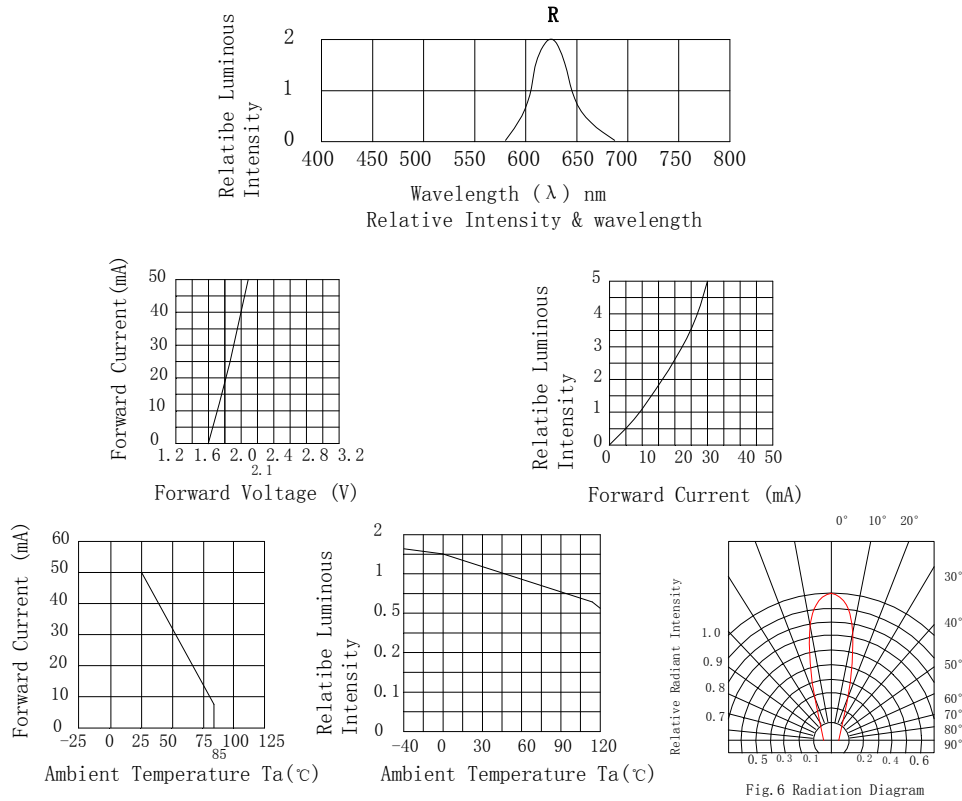 R
Relatibe Luminous
Intensity
2
1
0
400 450 500 550 600 650 700 800
Wavelength (λ) nm
Relative Intensity & wavelength
Forward Current(mA)
50
40
30
20
10
0
1.2 1.6 2.0 2.4 2.8 3.2
2.1
Forward Voltage (V)
Relatibe Luminous
Intensity
5
4
3
2
1
0
0 10 20 30 40 50
Forward Current (mA)
Forward Current (mA)
60
50
40
30
20
10
0
-25 0 25 50 75 100 125
85
Ambient Temperature Ta(℃)
Relatibe Luminous
Intensity
2
1
0.5
0.2
0.1
0
-40 0 30 60 90 120
Ambient Temperature Ta(℃)
0° 10° 20°
30°
40°
50°
60°
70°
80°
90°
Relative Radiant Intensity
1.0
0.9
0.8
0.7
0.5 0.3 0.1 0.2 0.4 0.6
Fig.6 Radiation Diagram